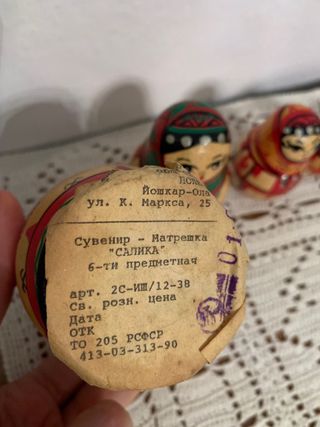 Йошкар-Ола
ул. К. Маркса, 25
Сувенир - Матрешка
"САЛИКА"
6-ти предметная
арт. 2С-ИШ/12-38
Св. розн. цена
Дата
ОТК
ТО 205 РСФСР
413-03-313-90